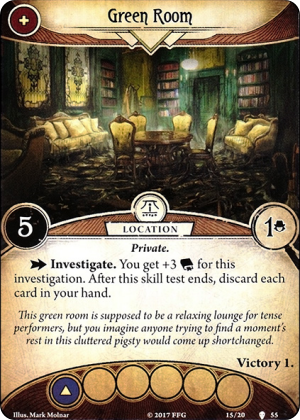 Green Room
5
LOCATION
1
Private.
Investigate. You get +3 for this
investigation. After this skill test ends, discard each
card in your hand.
This green room is supposed to be a relaxing lounge for tense
performers, but you imagine anyone trying to find a moment's
rest in this cluttered pigsty would come up shortchanged.
Victory 1.
Illus. Mark Molnar
© 2017 FFG
15/20
55